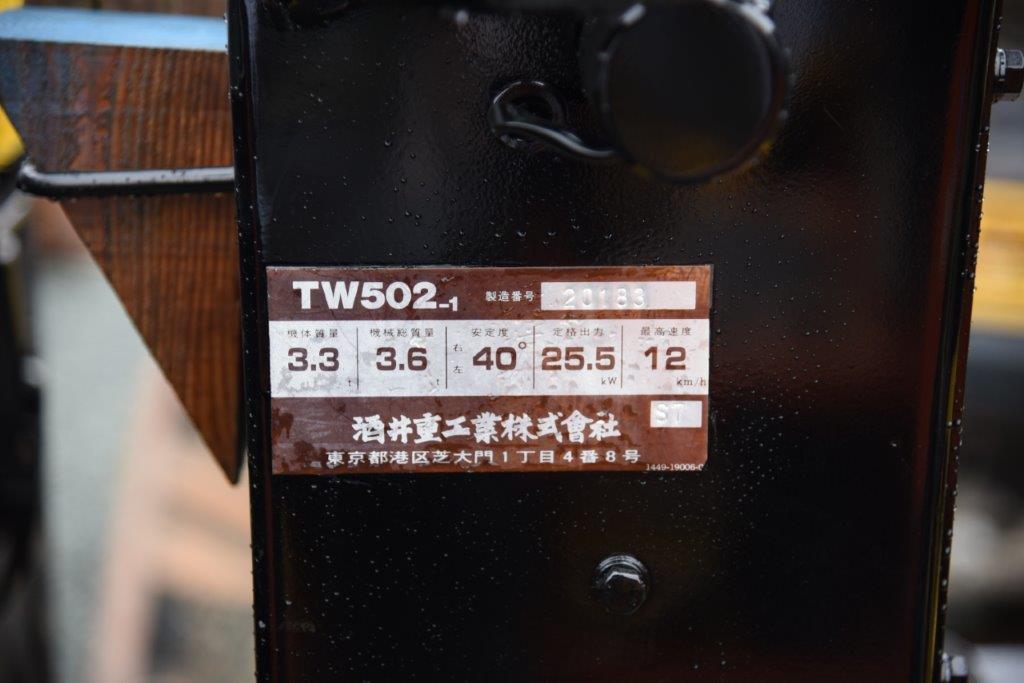 TW502-1 製造番号 20183
機体質量 機械総質量 安定度 定格出力 最高速度
3.3 t 3.6 t 右 左 40° 25.5 kW 12 km/h
ST
酒井重工業株式會社
東京都港区芝大門1丁目4番8号
1449-19006-0